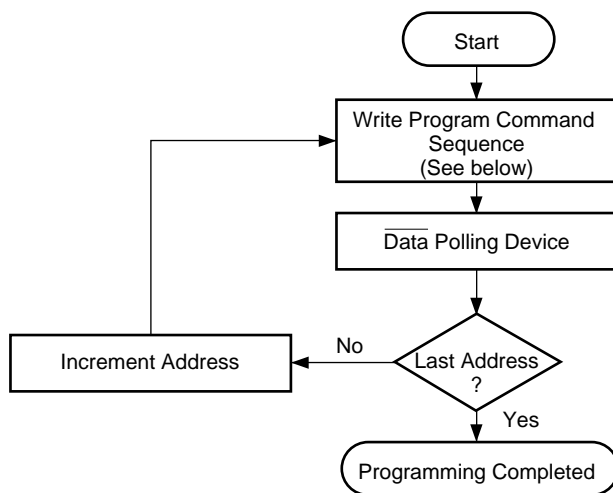 Start
Write Program Command
Sequence
(See below)
Data Polling Device
Increment Address
No
Last Address
?
Yes
Programming Completed